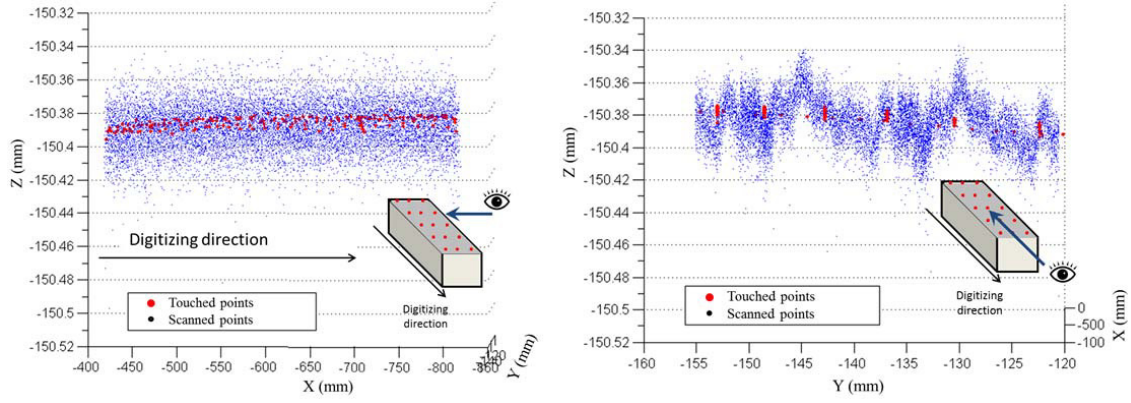 -150.32
-150.34
-150.36
-150.38
-150.4
-150.42
-150.44
-150.46
-150.48
-150.5
-150.52
Z (mm)
Digitizing direction
Touched points
Scanned points
Digitizing
direction
-400 -450 -500 -550 -600 -650 -700 -750 -800
X (mm)
Y (mm)
-150.32
-150.34
-150.36
-150.38
-150.4
-150.42
-150.44
-150.46
-150.48
-150.5
-150.52
Z (mm)
Touched points
Scanned points
Digitizing
direction
0
-500
-100
X (mm)
-160 -155 -150 -145 -140 -135 -130 -125 -120
Y (mm)